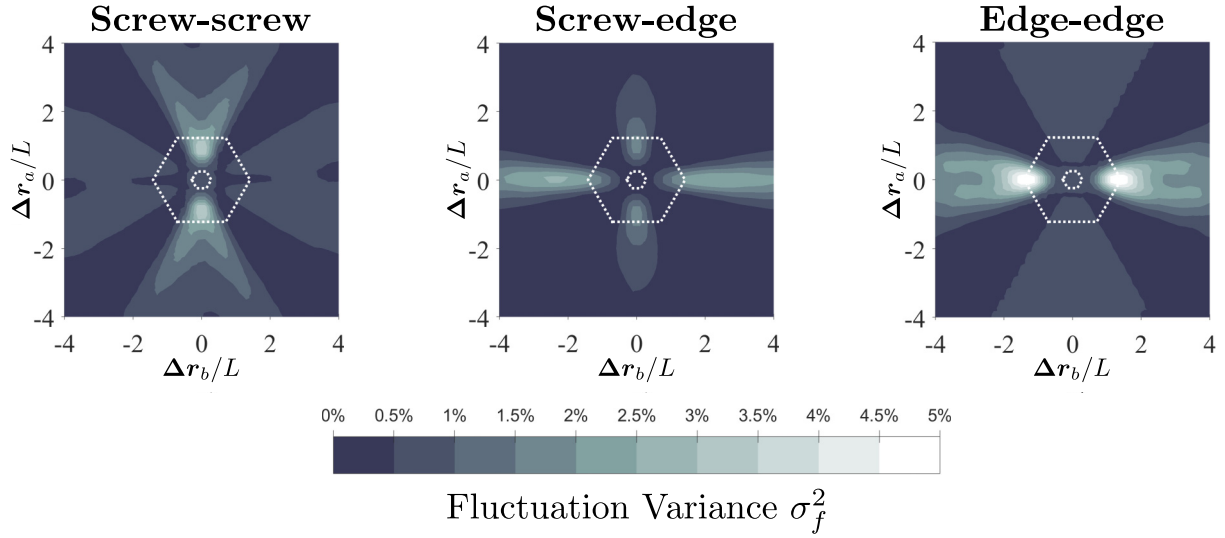 Screw-screw
Screw-edge
Edge-edge
4
2
0
-2
-4
Δr_a/L
-4 -2 0 2 4
Δr_b/L
4
2
0
-2
-4
Δr_a/L
-4 -2 0 2 4
Δr_b/L
4
2
0
-2
-4
Δr_a/L
-4 -2 0 2 4
Δr_b/L
0% 0.5% 1% 1.5% 2% 2.5% 3% 3.5% 4% 4.5% 5%
Fluctuation Variance σ_f^2